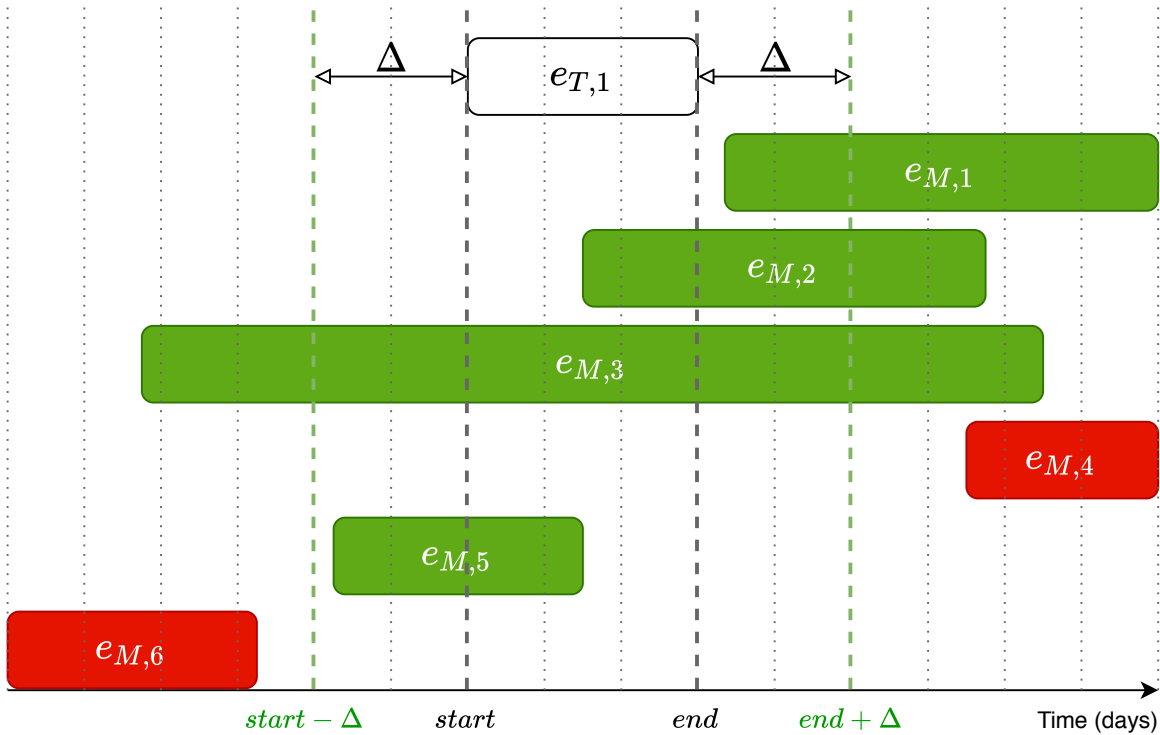 Δ Δ
e_{T,1}
e_{M,1}
e_{M,2}
e_{M,3}
e_{M,4}
e_{M,5}
e_{M,6}
start − Δ start end end + Δ Time (days)